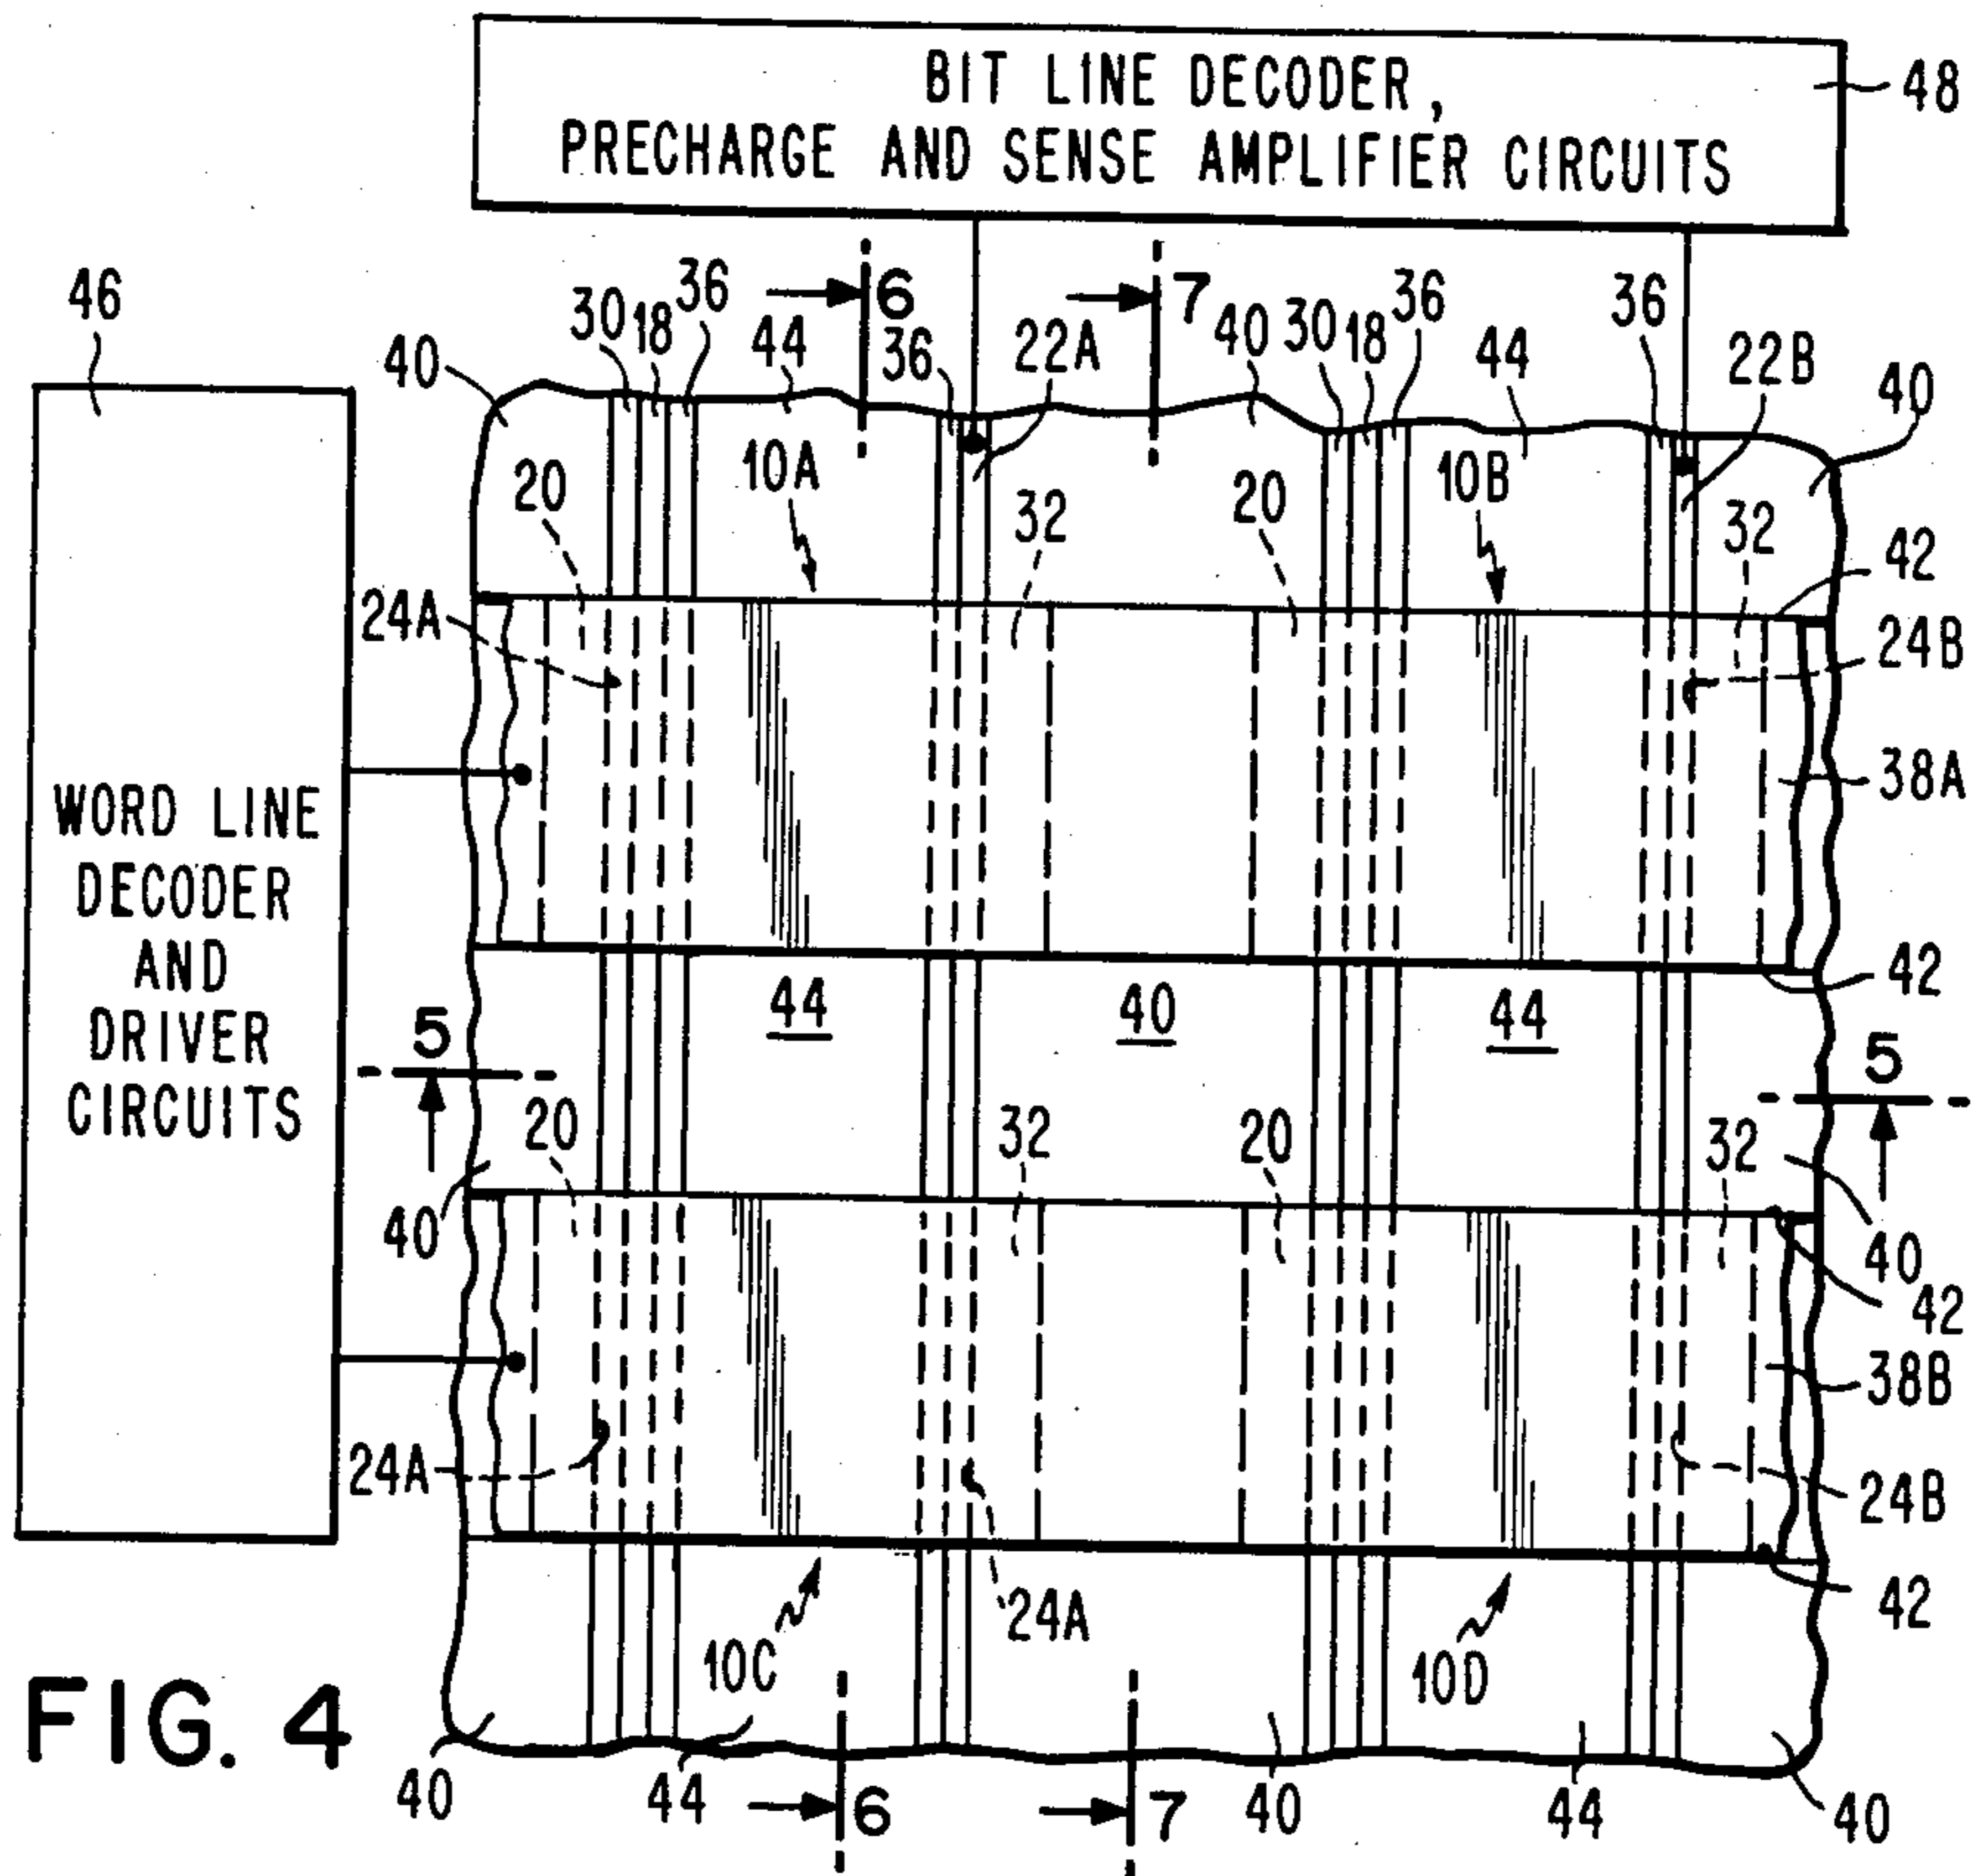 BIT LINE DECODER,
PRECHARGE AND SENSE AMPLIFIER CIRCUITS
48
46
40
30
18
36
44
6
36
22A
7
40
30
18
36
44
36
22B
40
20
10A
32
20
10B
32
42
24A
24B
38A
WORD LINE
DECODER
AND
DRIVER
CIRCUITS
44
40
44
42
5
5
20
32
20
32
40
40
42
38B
24A
24B
24A
42
10C
10D
FIG. 4
40
44
6
7
40
44
40